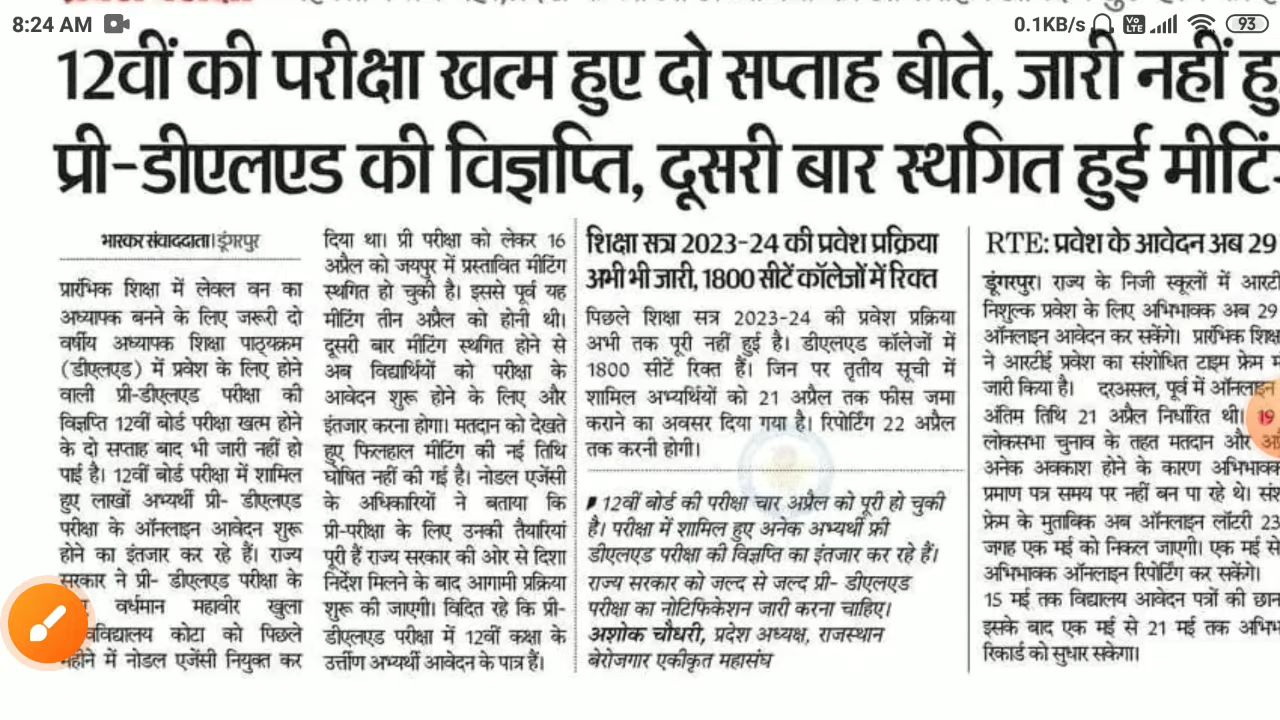 8:24 AM
0.1KB/s
Vo
LTE
93
12वीं की परीक्षा खत्म हुए दो सप्ताह बीते, जारी नहीं
प्री-डीएलएड की विज्ञप्ति, दूसरी बार स्थगित हुई
भास्कर संवाददाता।डूंगरपुर
प्रारंभिक शिक्षा में लेवल वन का
अध्यापक बनने के लिए जरूरी दो
वर्षीय अध्यापक शिक्षा पाठ्यक्रम
(डीएलएड) में प्रवेश के लिए होने
वाली प्री-डीएलएड परीक्षा की
विज्ञप्ति 12वीं बोर्ड परीक्षा खत्म होने
के दो सप्ताह बाद भी जारी नहीं हो
पाई है। 12वीं बोर्ड परीक्षा में शामिल
हुए लाखों अभ्यर्थी प्री- डीएलएड
परीक्षा के ऑनलाइन आवेदन शुरू
होने का इंतजार कर रहे हैं। राज्य
सरकार ने प्री- डीएलएड परीक्षा के
वर्धमान महावीर खुला
कोटा को पिछले
महीने में नोडल एजेंसी नियुक्त कर
दिया था। प्री परीक्षा को लेकर 16
अप्रैल को जयपुर में प्रस्तावित मीटिंग
स्थगित हो चुकी है। इससे पूर्व यह
मीटिंग तीन अप्रैल को होनी थी।
दूसरी बार मीटिंग स्थगित होने से
अब विद्यार्थियों को परीक्षा के
आवेदन शुरू होने के लिए और
इंतजार करना होगा। मतदान को देखते
हुए फिलहाल मीटिंग की नई तिथि
घोषित नहीं की गई है। नोडल एजेंसी
के अधिकारियों ने बताया कि
प्री-परीक्षा के लिए उनकी तैयारियां
पूरी हैं राज्य सरकार की ओर से दिशा
निर्देश मिलने के बाद आगामी प्रक्रिया
शुरू की जाएगी। विदित रहे कि प्री-
डीएलएड परीक्षा में 12वीं कक्षा के
उर्त्तीण अभ्यर्थी आवेदन के पात्र हैं।
शिक्षा सत्र 2023-24 की प्रवेश प्रक्रिया
अभी भी जारी, 1800 सीटें कॉलेजों में रिक्त
पिछले शिक्षा सत्र 2023-24 की प्रवेश प्रक्रिया
अभी तक पूरी नहीं हुई है। डीएलएड कॉलेजों में
1800 सीटें रिक्त हैं। जिन पर तृतीय सूची में
शामिल अभ्यर्थियों को 21 अप्रैल तक फीस जमा
कराने का अवसर दिया गया है। रिपोर्टिंग 22 अप्रैल
तक करनी होगी।
12वीं बोर्ड की परीक्षा चार अप्रैल को पूरी हो चुकी
है। परीक्षा में शामिल हुए अनेक अभ्यर्थी फ्री
डीएलएड परीक्षा की विज्ञप्ति का इंतजार कर रहे हैं।
राज्य सरकार को जल्द से जल्द प्री- डीएलएड
परीक्षा का नोटिफिकेशन जारी करना चाहिए।
अशोक चौधरी, प्रदेश अध्यक्ष, राजस्थान
बेरोजगार एकीकृत महासंघ
RTE: प्रवेश के आवेदन अब 29
डूंगरपुर। राज्य के निजी स्कूलों में
निशुल्क प्रवेश के लिए अभिभावक अब 29
ऑनलाइन आवेदन कर सकेंगे। प्रारंभिक
ने आरटीई प्रवेश का संशोधित टाइम फ्रेम
जारी किया है। दरअसल, पूर्व में ऑनलाइन
अंतिम तिथि 21 अप्रैल निर्धारित थी। 19
लोकसभा चुनाव के तहत मतदान और
अनेक अवकाश होने के कारण
प्रमाण पत्र समय पर नहीं बन पा रहे थे।
फ्रेम के मुताबिक अब ऑनलाइन लॉटरी 23
जगह एक मई को निकल जाएगी। एक मई से
अभिभावक ऑनलाइन रिपोर्टिंग कर सकेंगे।
15 मई तक विद्यालय आवेदन पत्रों की
इसके बाद एक मई से 21 मई तक
रिकार्ड को सुधार सकेगा।